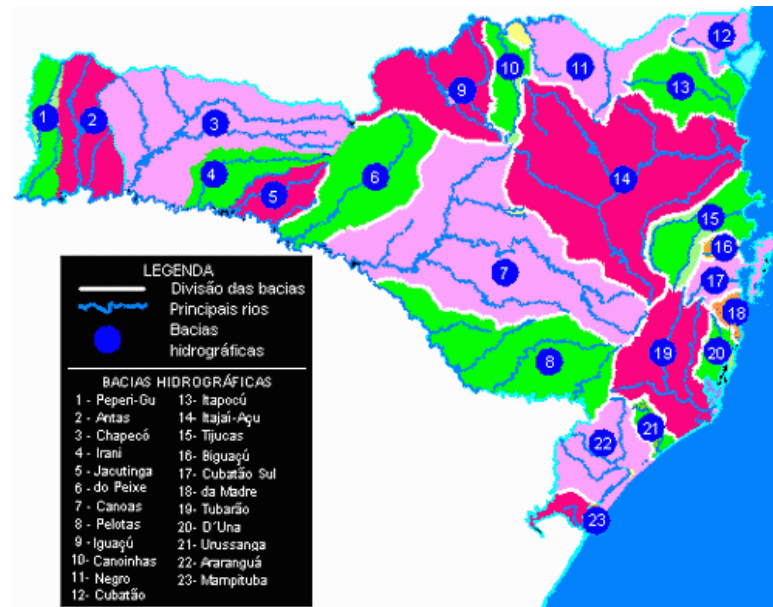 12
10
11
9
13
1
2
3
14
4
6
5
15
16
7
17
18
19
20
8
21
22
23
LEGENDA
Divisão das bacias
Principais rios
Bacias
hidrográficas
BACIAS HIDROGRÁFICAS
1 - Peperi-Gu
2 - Antas
3 - Chapecó
4 - Irani
5 - Jacutinga
6 - do Peixe
7 - Canoas
8 - Pelotas
9 - Iguaçú
10- Canoinhas
11- Negro
12- Cubatão
13- Itapocú
14- Itajaí-Açu
15- Tijucas
16- Biguaçú
17- Cubatão Sul
18- da Madre
19- Tubarão
20- D'Una
21- Urussanga
22- Araranguá
23- Mampituba